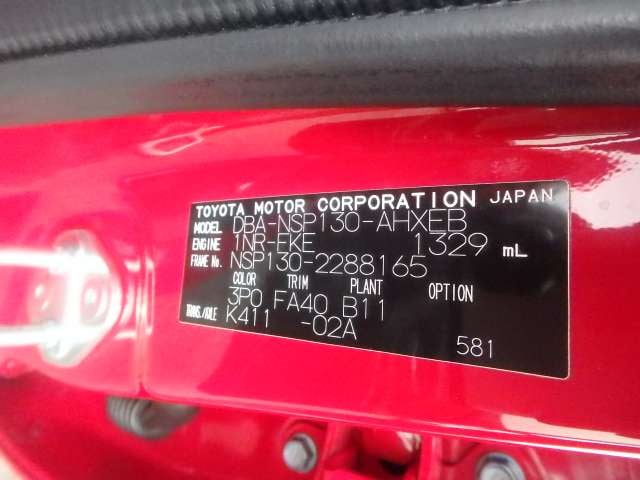 TOYOTA MOTOR CORPORATION JAPAN
MODEL DBA-NSP130-AHXEB
ENGINE 1NR-FKE 1329 mL
FRAME No. NSP130-2288165
COLOR TRIM PLANT OPTION
3P0 FA40 B11
TRANS./AXLE K411 -02A
581